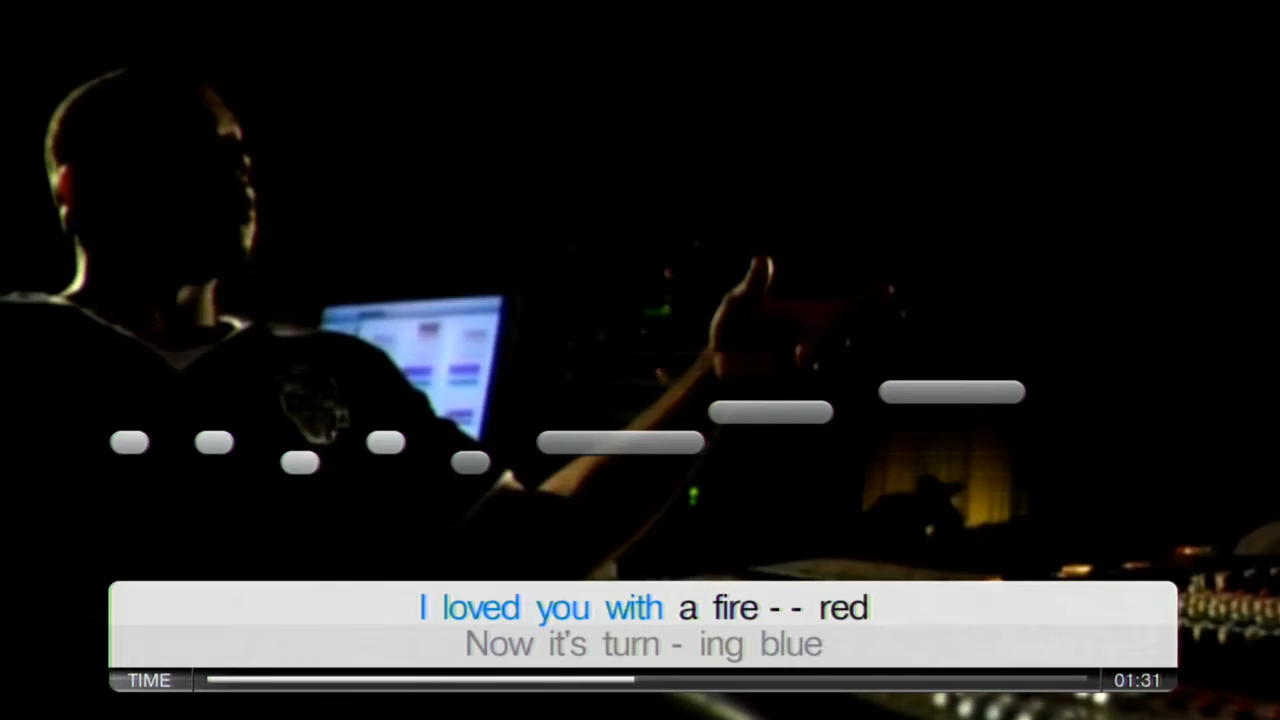 I loved you with a fire - - red
Now it's turn - ing blue
TIME 01:31